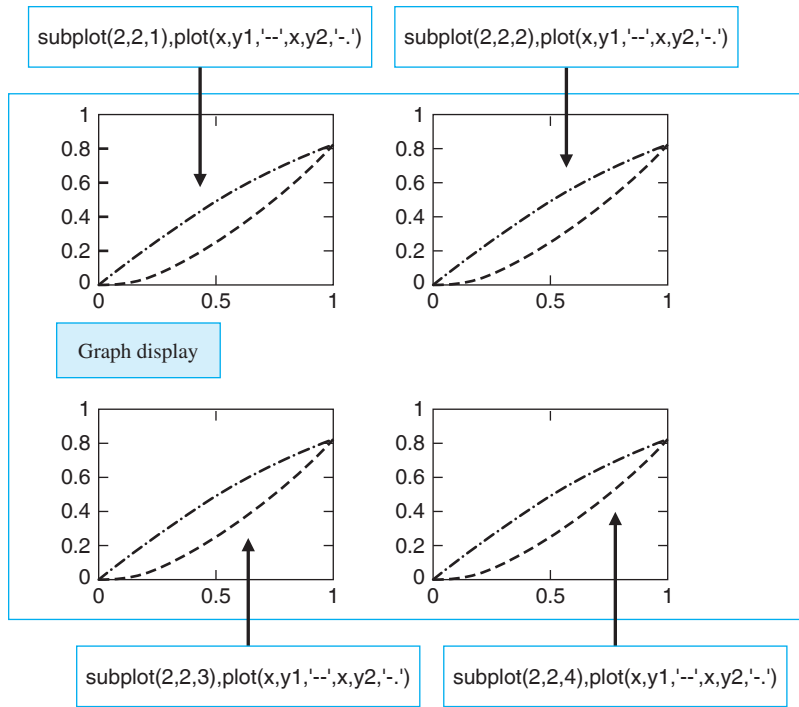 subplot(2,2,1),plot(x,y1,'--',x,y2,'-.') subplot(2,2,2),plot(x,y1,'--',x,y2,'-.')
1 1
0.8 0.8
0.6 0.6
0.4 0.4
0.2 0.2
0 0
0 0.5 1 0 0.5 1
Graph display
1 1
0.8 0.8
0.6 0.6
0.4 0.4
0.2 0.2
0 0
0 0.5 1 0 0.5 1
subplot(2,2,3),plot(x,y1,'--',x,y2,'-.') subplot(2,2,4),plot(x,y1,'--',x,y2,'-.')